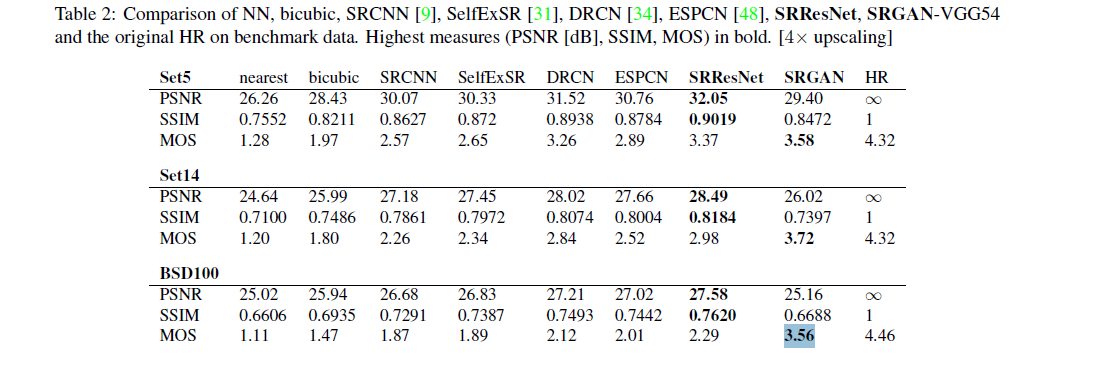 Table 2: Comparison of NN, bicubic, SRCNN [9], SelfExSR [31], DRCN [34], ESPCN [48], SRResNet, SRGAN-VGG54
and the original HR on benchmark data. Highest measures (PSNR [dB], SSIM, MOS) in bold. [4× upscaling]
Set5 nearest bicubic SRCNN SelfExSR DRCN ESPCN SRResNet SRGAN HR
PSNR 26.26 28.43 30.07 30.33 31.52 30.76 32.05 29.40 ∞
SSIM 0.7552 0.8211 0.8627 0.872 0.8938 0.8784 0.9019 0.8472 1
MOS 1.28 1.97 2.57 2.65 3.26 2.89 3.37 3.58 4.32
Set14
PSNR 24.64 25.99 27.18 27.45 28.02 27.66 28.49 26.02 ∞
SSIM 0.7100 0.7486 0.7861 0.7972 0.8074 0.8004 0.8184 0.7397 1
MOS 1.20 1.80 2.26 2.34 2.84 2.52 2.98 3.72 4.32
BSD100
PSNR 25.02 25.94 26.68 26.83 27.21 27.02 27.58 25.16 ∞
SSIM 0.6606 0.6935 0.7291 0.7387 0.7493 0.7442 0.7620 0.6688 1
MOS 1.11 1.47 1.87 1.89 2.12 2.01 2.29 3.56 4.46